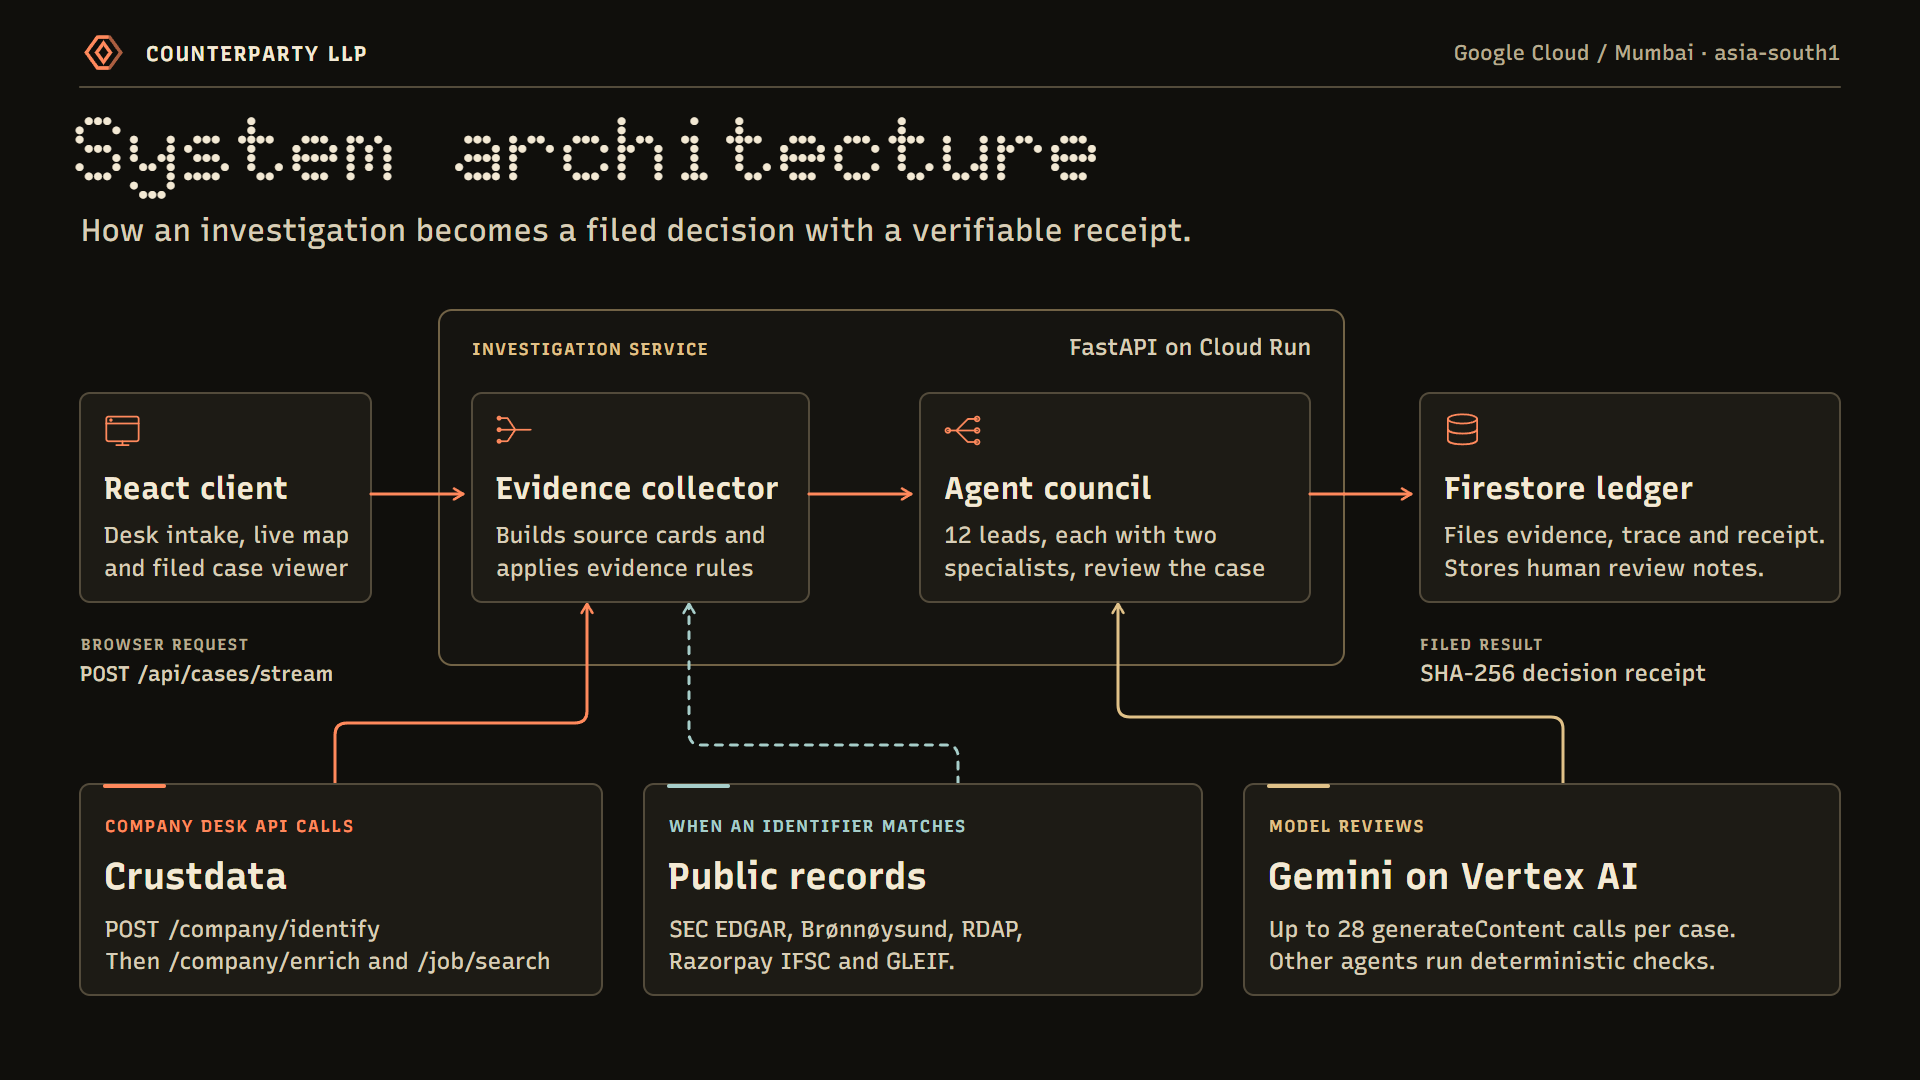 COUNTERPARTY LLP
Google Cloud / Mumbai · asia-south1
System architecture
How an investigation becomes a filed decision with a verifiable receipt.
INVESTIGATION SERVICE
FastAPI on Cloud Run
React client
Desk intake, live map
and filed case viewer
Evidence collector
Builds source cards and
applies evidence rules
Agent council
12 leads, each with two
specialists, review the case
Firestore ledger
Files evidence, trace and receipt.
Stores human review notes.
BROWSER REQUEST
POST /api/cases/stream
FILED RESULT
SHA-256 decision receipt
COMPANY DESK API CALLS
Crustdata
POST /company/identify
Then /company/enrich and /job/search
WHEN AN IDENTIFIER MATCHES
Public records
SEC EDGAR, Brønnøysund, RDAP,
Razorpay IFSC and GLEIF.
MODEL REVIEWS
Gemini on Vertex AI
Up to 28 generateContent calls per case.
Other agents run deterministic checks.